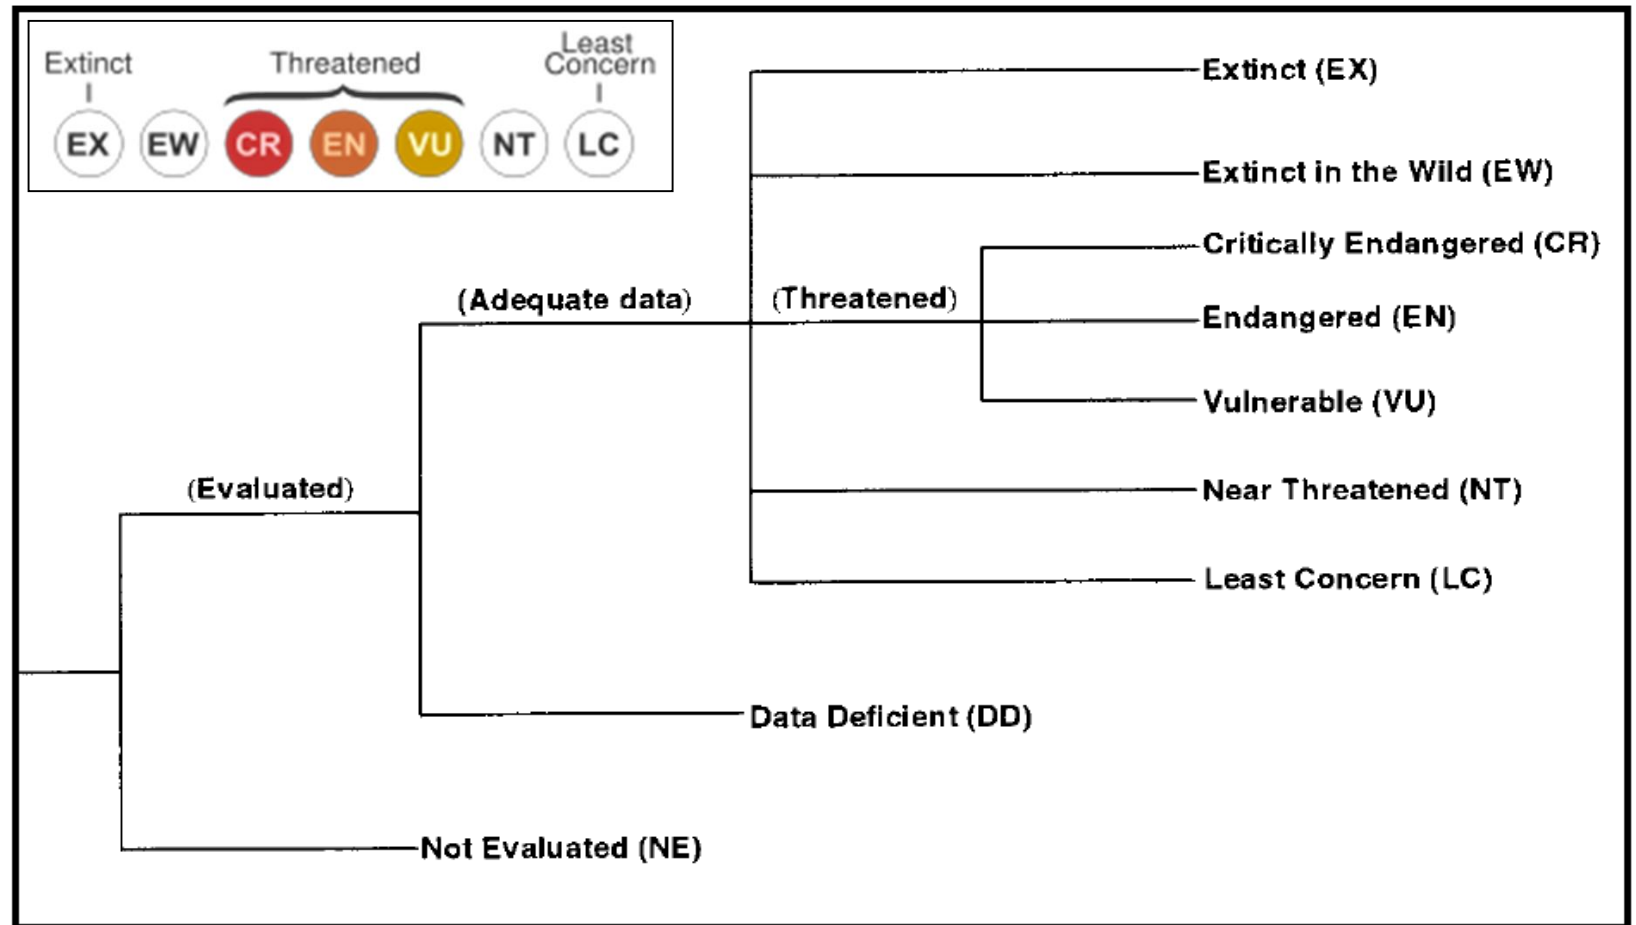 Extinct
Threatened
Least
Concern
EX
EW
CR
EN
VU
NT
LC
Extinct (EX)
Extinct in the Wild (EW)
Critically Endangered (CR)
(Adequate data)
(Threatened)
Endangered (EN)
Vulnerable (VU)
(Evaluated)
Near Threatened (NT)
Least Concern (LC)
Data Deficient (DD)
Not Evaluated (NE)